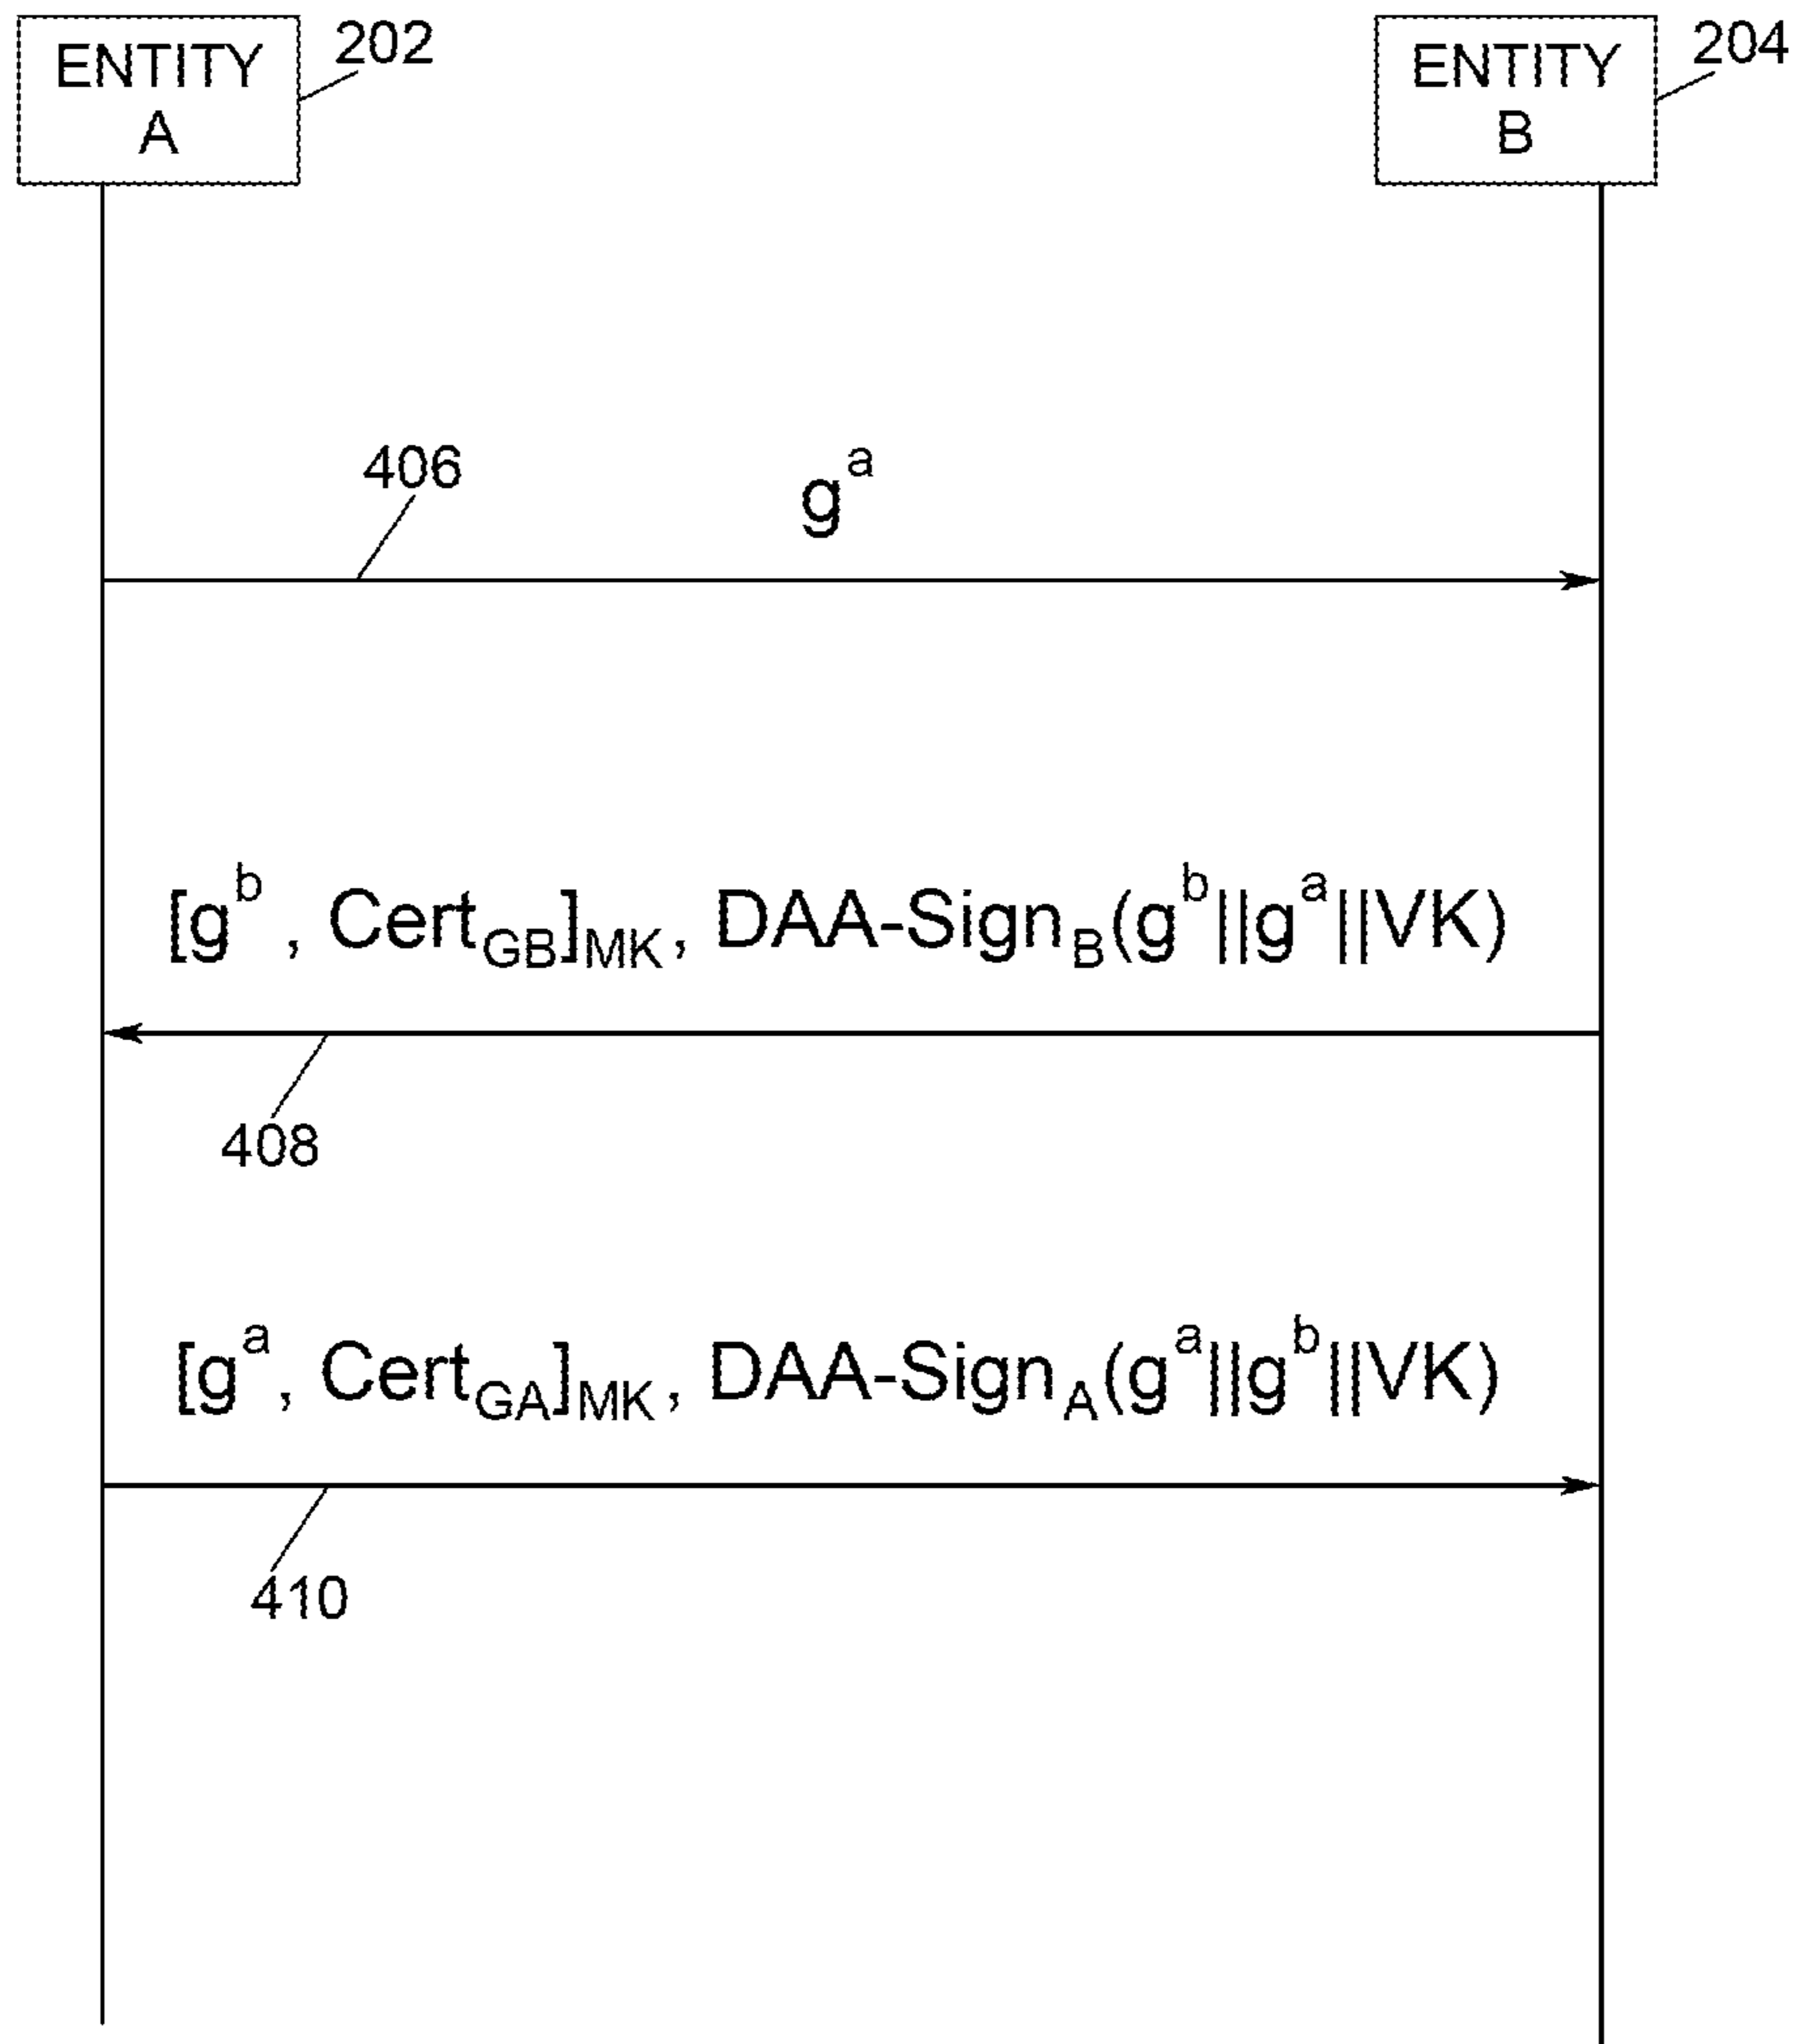 ENTITY
A
202
ENTITY
B
204
406
g^a
[g^b, Cert_GB]_MK, DAA-Sign_B(g^b||g^a||VK)
408
[g^a, Cert_GA]_MK, DAA-Sign_A(g^a||g^b||VK)
410